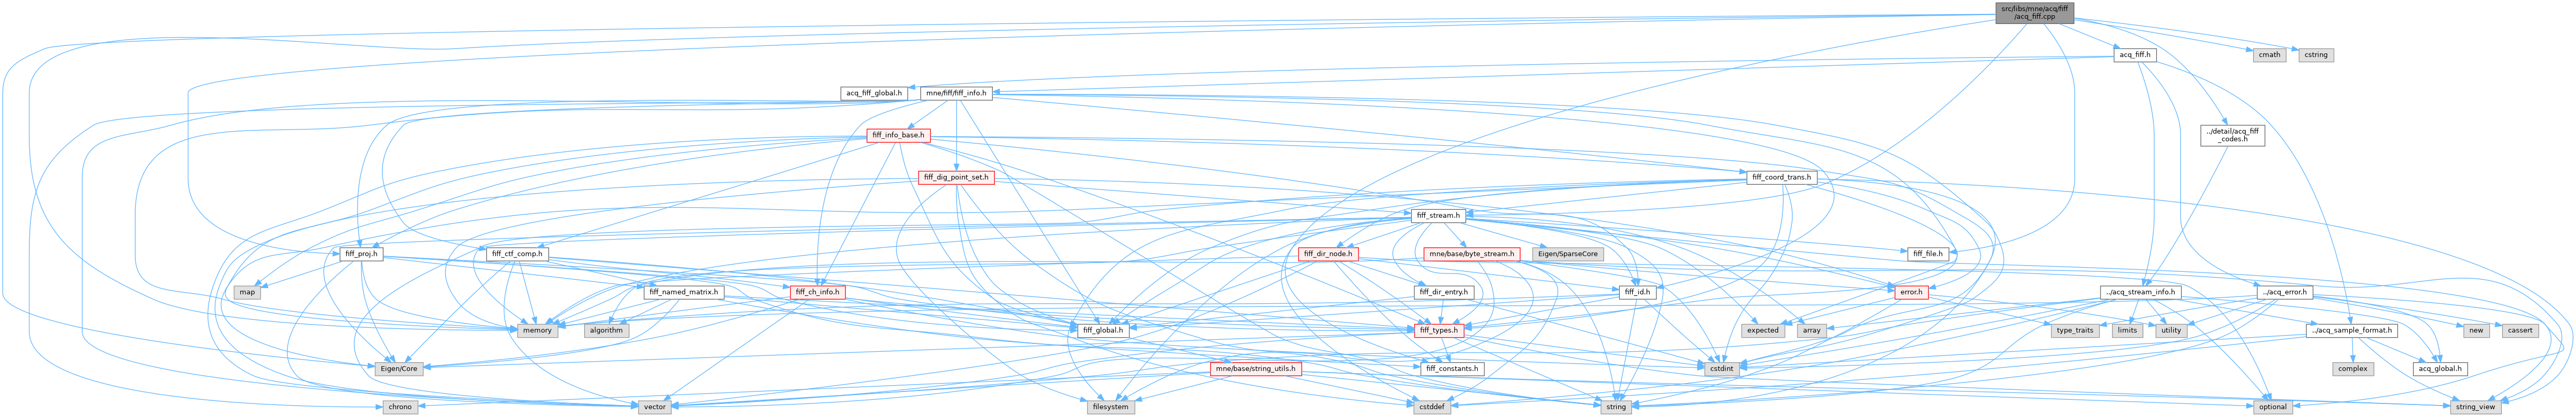 src/libs/mne/acq/fiff
/acq_fiff.cpp
acq_fiff.h
cmath
cstring
acq_fiff_global.h
mne/fiff/fiff_info.h
fiff_info_base.h
../detail/acq_fiff
_codes.h
fiff_dig_point_set.h
fiff_coord_trans.h
fiff_stream.h
fiff_proj.h
fiff_ctf_comp.h
fiff_dir_node.h
mne/base/byte_stream.h
Eigen/SparseCore
fiff_file.h
map
fiff_named_matrix.h
fiff_ch_info.h
fiff_dir_entry.h
fiff_id.h
error.h
../acq_stream_info.h
../acq_error.h
memory
algorithm
fiff_global.h
fiff_types.h
expected
array
type_traits
limits
utility
../acq_sample_format.h
new
cassert
Eigen/Core
mne/base/string_utils.h
fiff_constants.h
cstdint
complex
acq_global.h
chrono
vector
filesystem
cstddef
string
optional
string_view